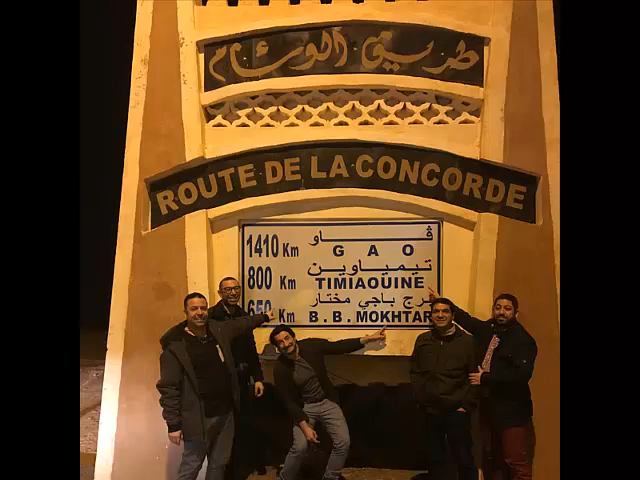 طريق الوئام
ROUTE DE LA CONCORDE
1410 Km ڤاو
GAO
800 Km تيمياوين
TIMIAOUINE
650 Km برج باجي مختار
B.B. MOKHTAR